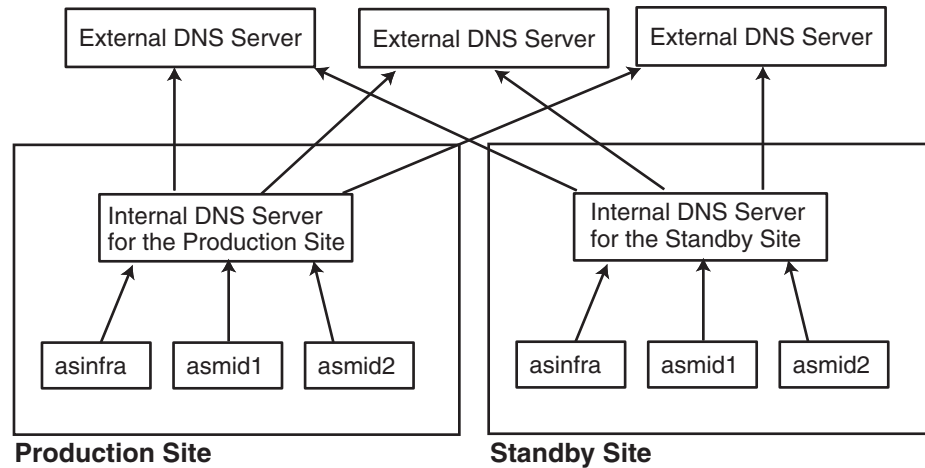 External DNS Server
External DNS Server
External DNS Server
Internal DNS Server
for the Production Site
Internal DNS Server
for the Standby Site
asinfra
asmid1
asmid2
asinfra
asmid1
asmid2
Production Site
Standby Site